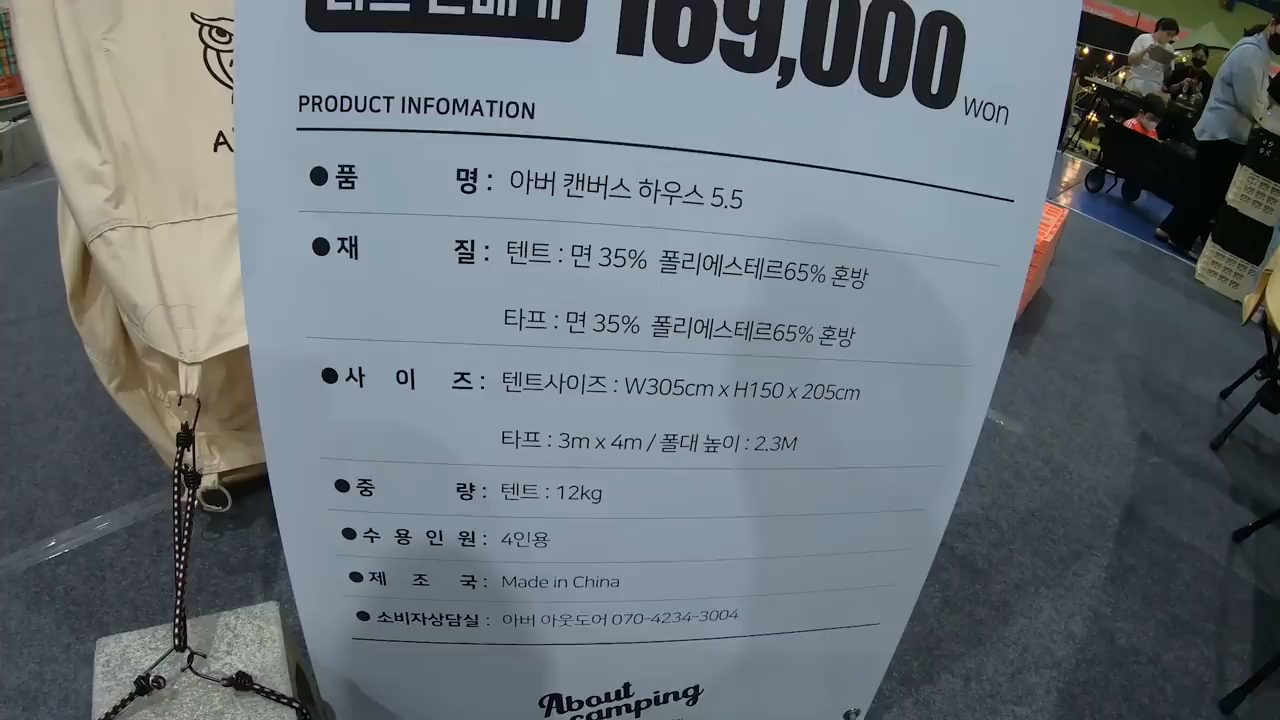 169,000 won
PRODUCT INFOMATION
●품 명 : 아버 캔버스 하우스 5.5
●재 질 : 텐트 : 면 35% 폴리에스테르65% 혼방
타프 : 면 35% 폴리에스테르65% 혼방
●사 이 즈 : 텐트사이즈 : W305cm x H150 x 205cm
타프 : 3m x 4m / 폴대 높이 : 2.3M
●중 량 : 텐트 : 12kg
●수 용 인 원 : 4인용
●제 조 국 : Made in China
●소비자상담실 : 아버 아웃도어 070-4234-3004
About
camping